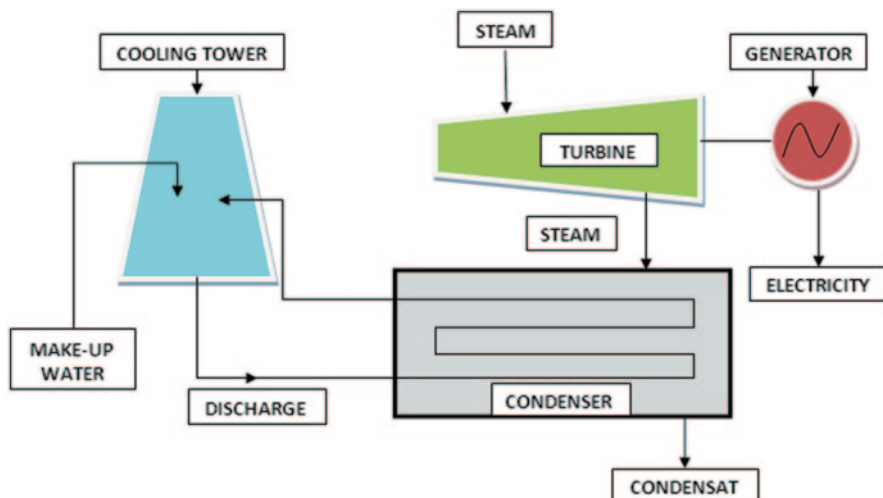 STEAM
COOLING TOWER
GENERATOR
TURBINE
STEAM
ELECTRICITY
MAKE-UP
WATER
DISCHARGE
CONDENSER
CONDENSAT